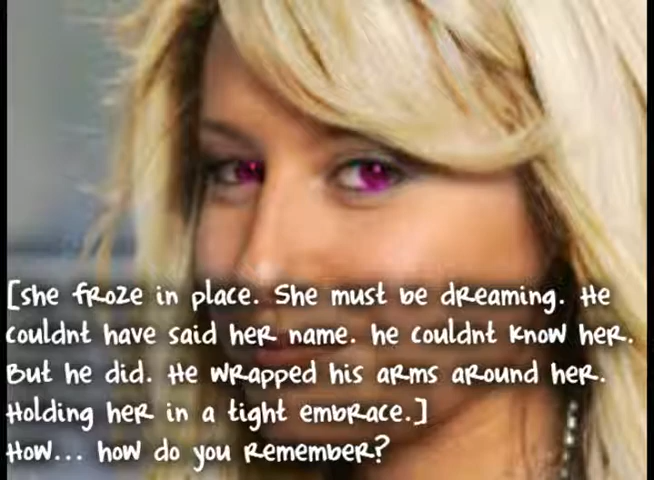 [she froze in place. She must be dreaming. He
couldnt have said her name. he couldnt know her.
But he did. He wrapped his arms around her.
Holding her in a tight embrace.]
How... how do you remember?